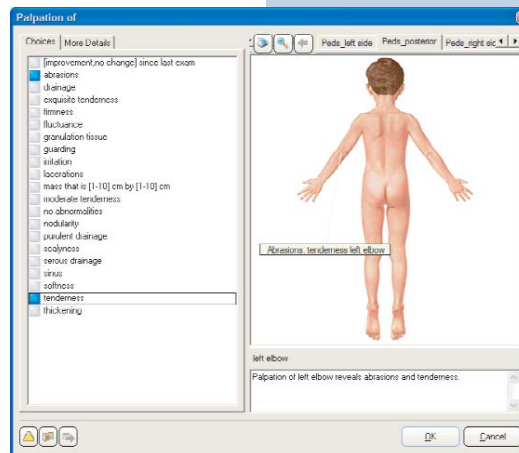 Palpation of
Choices
More Details
Peds_left side
Peds_posterior
Peds_right sic
[improvement,no change] since last exam
abrasions
drainage
exquisite tenderness
firmness
fluctuance
granulation tissue
guarding
irritation
lacerations
mass that is [1-10] cm by [1-10] cm
moderate tenderness
no abnormalities
nodularity
purulent drainage
scalyness
serous drainage
sinus
softness
tenderness
thickening
Abrasions, tenderness left elbow
left elbow
Palpation of left elbow reveals abrasions and tenderness.
OK
Cancel